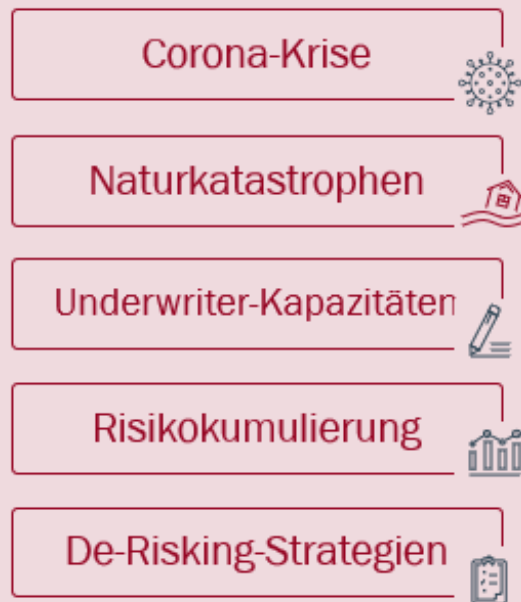 Corona-Krise
Naturkatastrophen
Underwriter-Kapazitäten
Risikokumulierung
De-Risking-Strategien